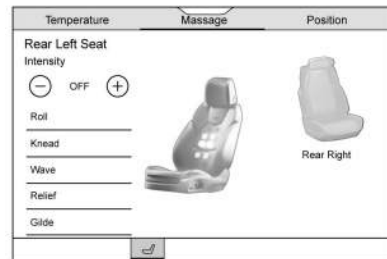 Temperature Massage Position
Rear Left Seat
Intensity
OFF
Roll
Knead
Wave
Relief
Gilde
Rear Right